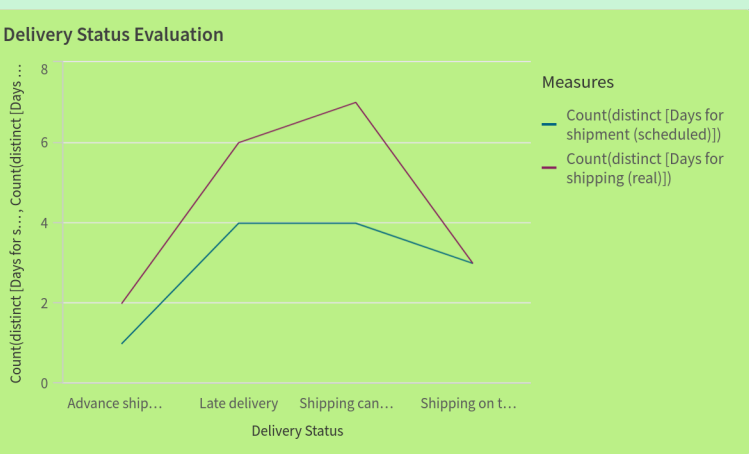 Delivery Status Evaluation
Count(distinct [Days for s..., Count(distinct [Days ...
8
6
4
2
0
Advance ship... Late delivery Shipping can... Shipping on t...
Delivery Status
Measures
Count(distinct [Days for
shipment (scheduled)])
Count(distinct [Days for
shipping (real)])